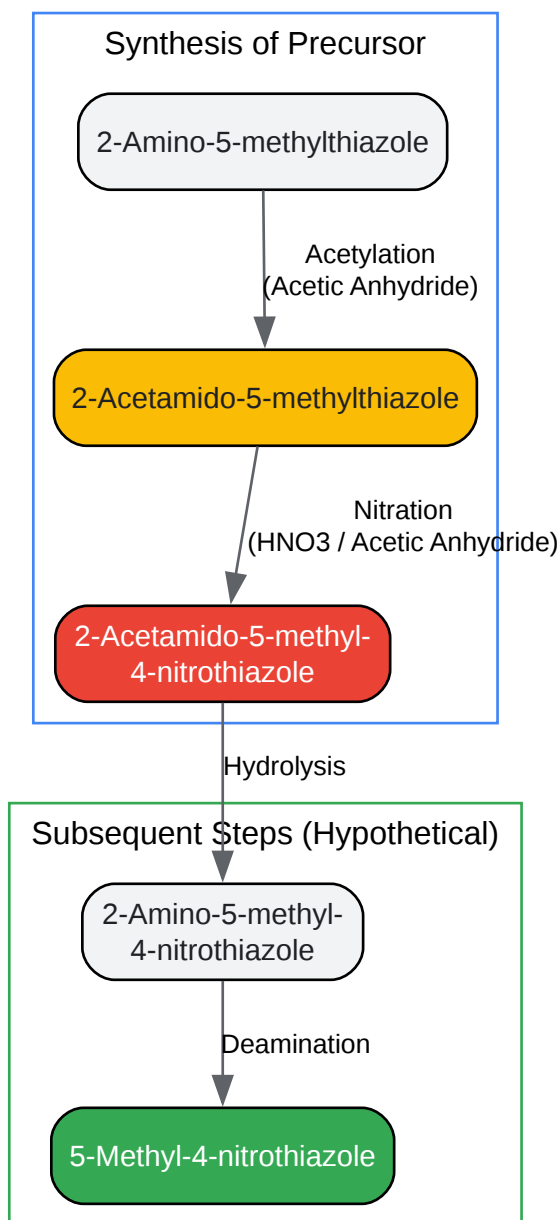 Synthesis of Precursor
2-Amino-5-methylthiazole
Acetylation
(Acetic Anhydride)
2-Acetamido-5-methylthiazole
Nitration
(HNO3 / Acetic Anhydride)
2-Acetamido-5-methyl-
4-nitrothiazole
Hydrolysis
Subsequent Steps (Hypothetical)
2-Amino-5-methyl-
4-nitrothiazole
Deamination
5-Methyl-4-nitrothiazole